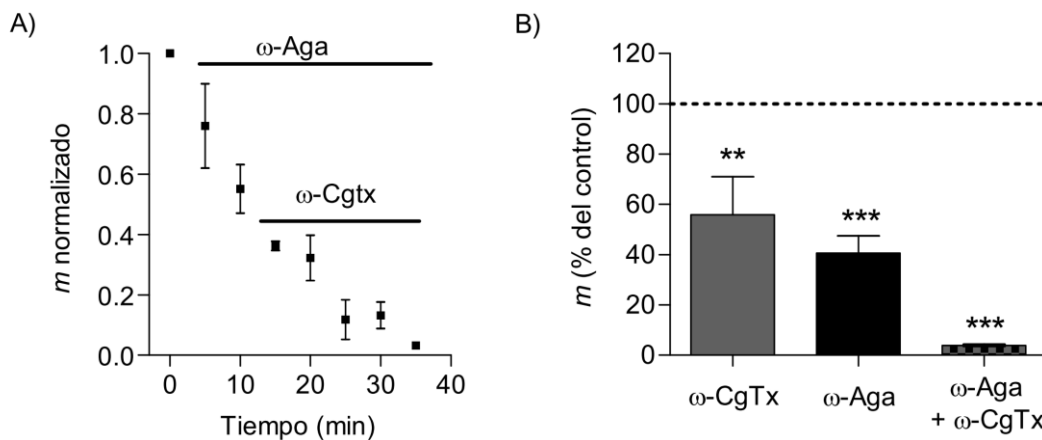 A)
ω-Aga
ω-Cgtx
m normalizado
1.0
0.8
0.6
0.4
0.2
0.0
0
10
20
30
40
Tiempo (min)
B)
m (% del control)
120
100
80
60
40
20
0
**
***
***
ω-CgTx
ω-Aga
ω-Aga
+ ω-CgTx